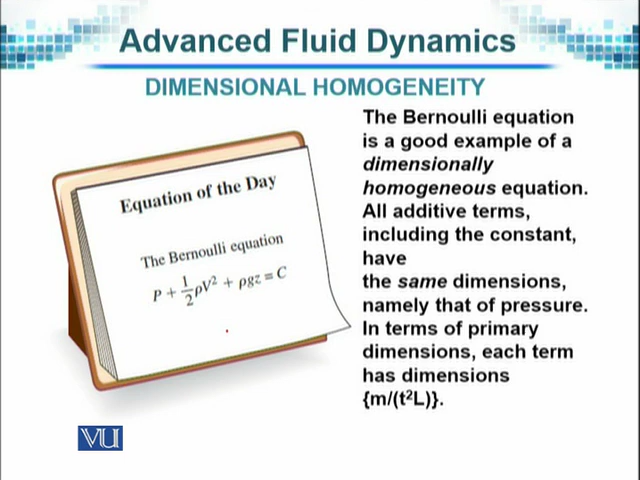 Advanced Fluid Dynamics
DIMENSIONAL HOMOGENEITY
Equation of the Day
The Bernoulli equation
P + 1/2 ρV² + ρgz = C
The Bernoulli equation
is a good example of a
dimensionally
homogeneous equation.
All additive terms,
including the constant,
have
the same dimensions,
namely that of pressure.
In terms of primary
dimensions, each term
has dimensions
{m/(t²L)}.
VU